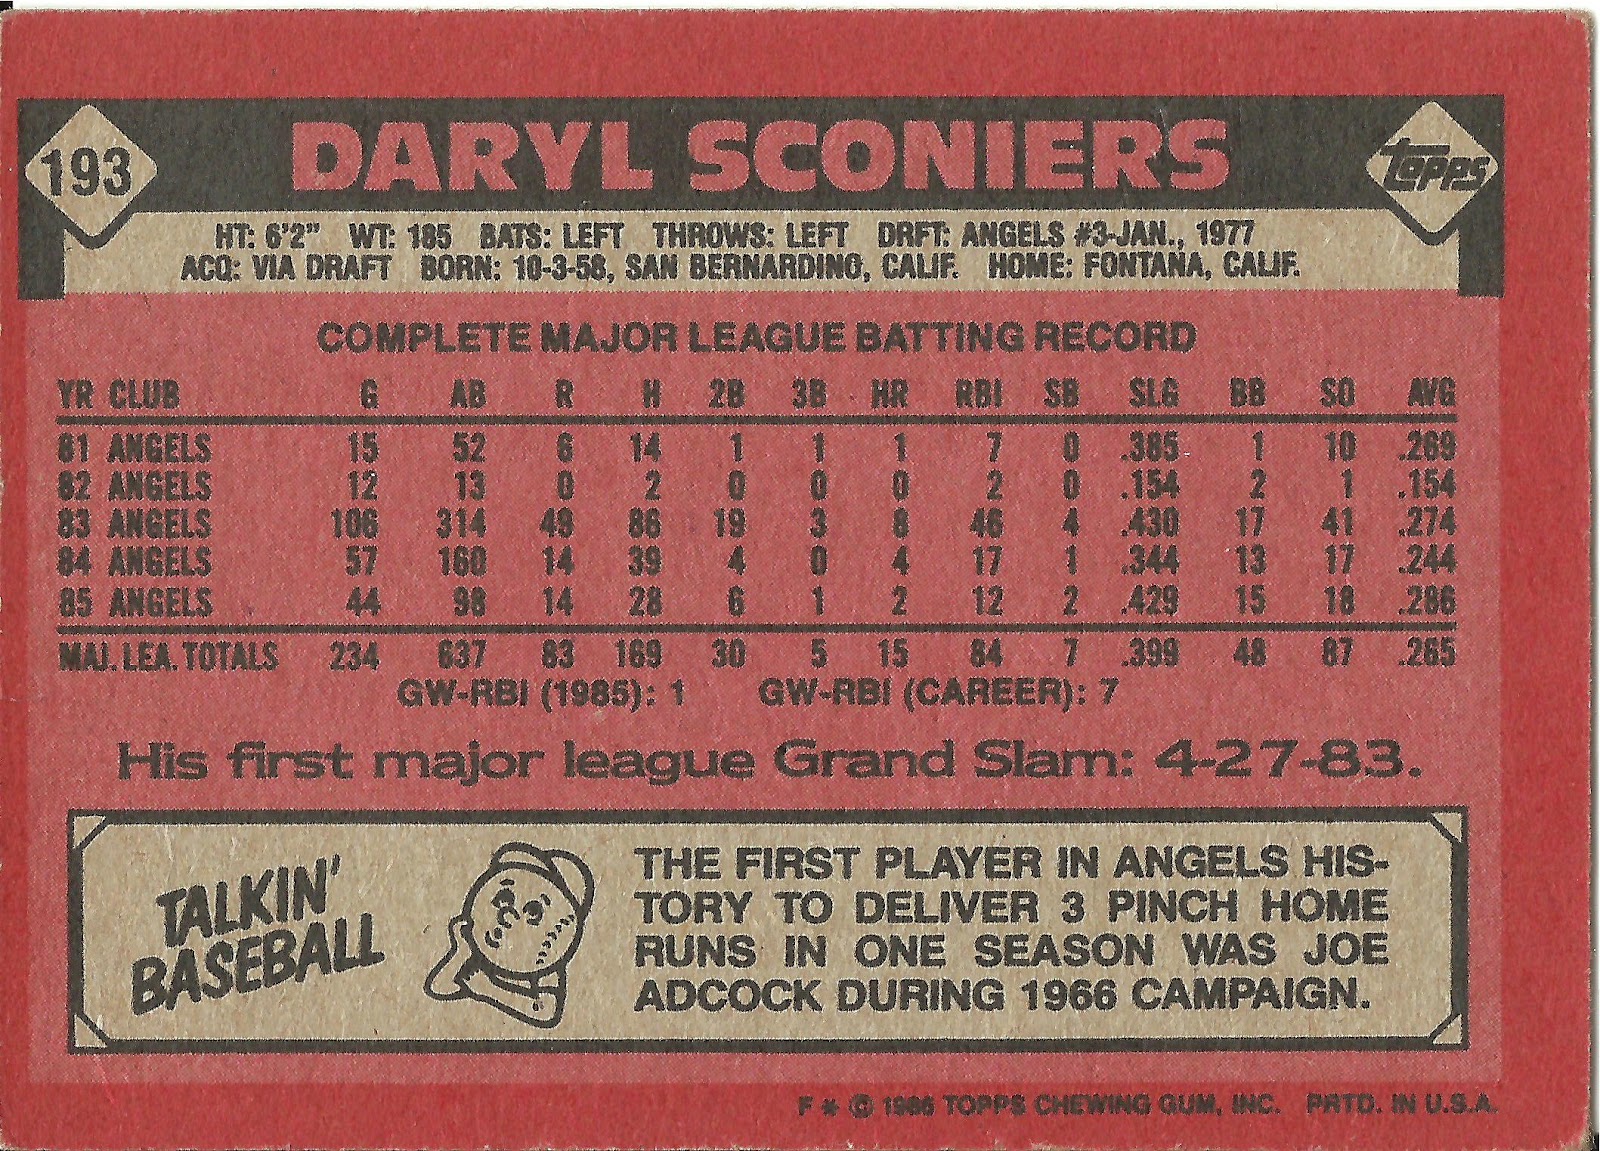 193
DARYL SCONIERS
TOPPS
HT: 6'2" WT: 185 BATS: LEFT THROWS: LEFT DRFT: ANGELS #3-JAN., 1977
ACQ: VIA DRAFT BORN: 10-3-58, SAN BERNARDINO, CALIF. HOME: FONTANA, CALIF.
COMPLETE MAJOR LEAGUE BATTING RECORD
YR CLUB G AB R H 2B 3B HR RBI SB SLG BB SO AVG
81 ANGELS 15 52 6 14 1 1 1 7 0 .385 1 10 .269
82 ANGELS 12 13 0 2 0 0 0 2 0 .154 2 1 .154
83 ANGELS 106 314 49 86 19 3 8 46 4 .430 17 41 .274
84 ANGELS 57 160 14 39 4 0 4 17 1 .344 13 17 .244
85 ANGELS 44 98 14 28 6 1 2 12 2 .429 15 18 .286
MAJ. LEA. TOTALS 234 637 83 169 30 5 15 84 7 .399 48 87 .265
GW-RBI (1985): 1 GW-RBI (CAREER): 7
His first major league Grand Slam: 4-27-83.
TALKIN'
BASEBALL
THE FIRST PLAYER IN ANGELS HIS-
TORY TO DELIVER 3 PINCH HOME
RUNS IN ONE SEASON WAS JOE
ADCOCK DURING 1966 CAMPAIGN.
F * © 1986 TOPPS CHEWING GUM, INC. PRTD. IN U.S.A.